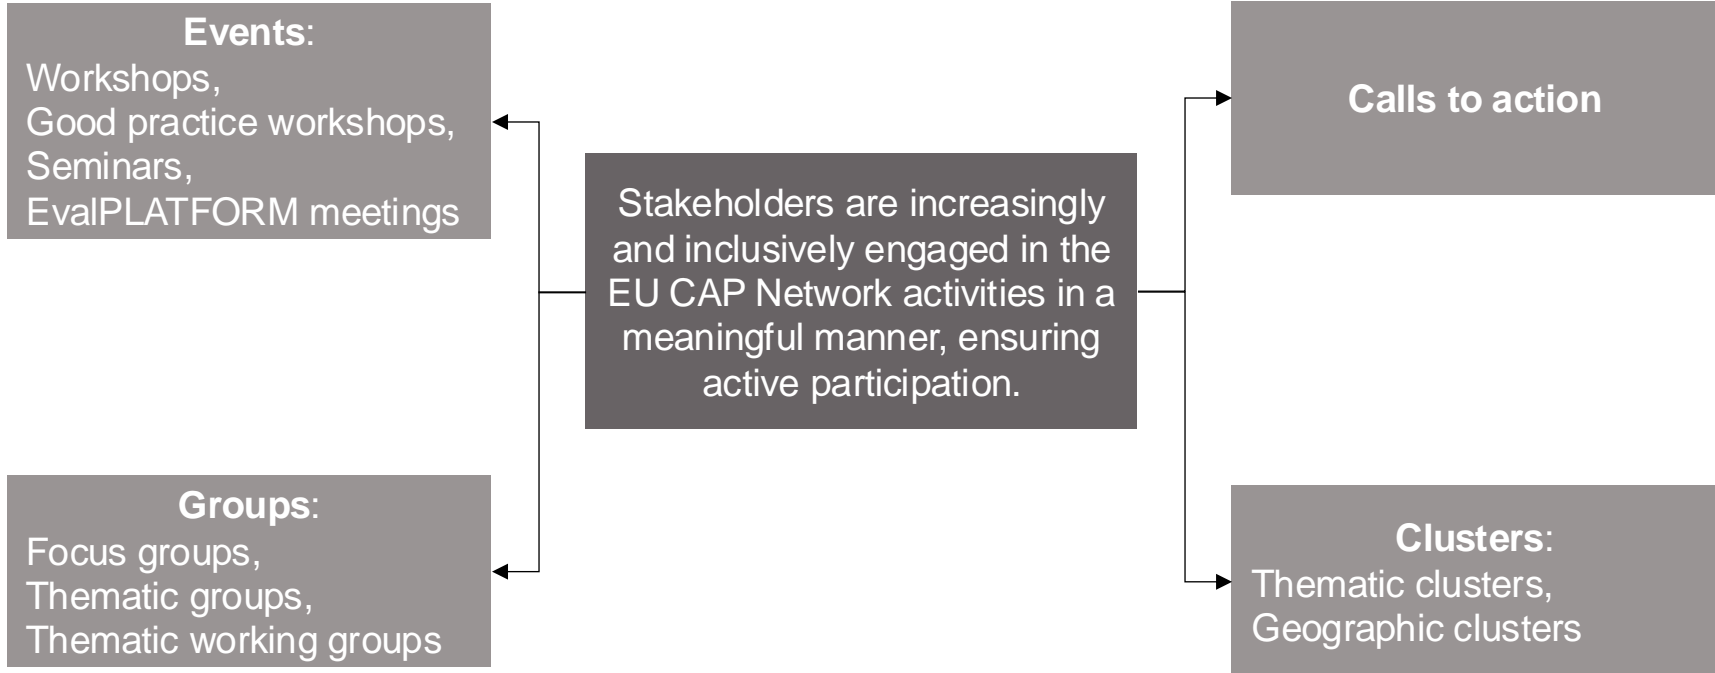 Events:
Workshops,
Good practice workshops,
Seminars,
EvalPLATFORM meetings
Groups:
Focus groups,
Thematic groups,
Thematic working groups
Stakeholders are increasingly
and inclusively engaged in the
EU CAP Network activities in a
meaningful manner, ensuring
active participation.
Calls to action
Clusters:
Thematic clusters,
Geographic clusters